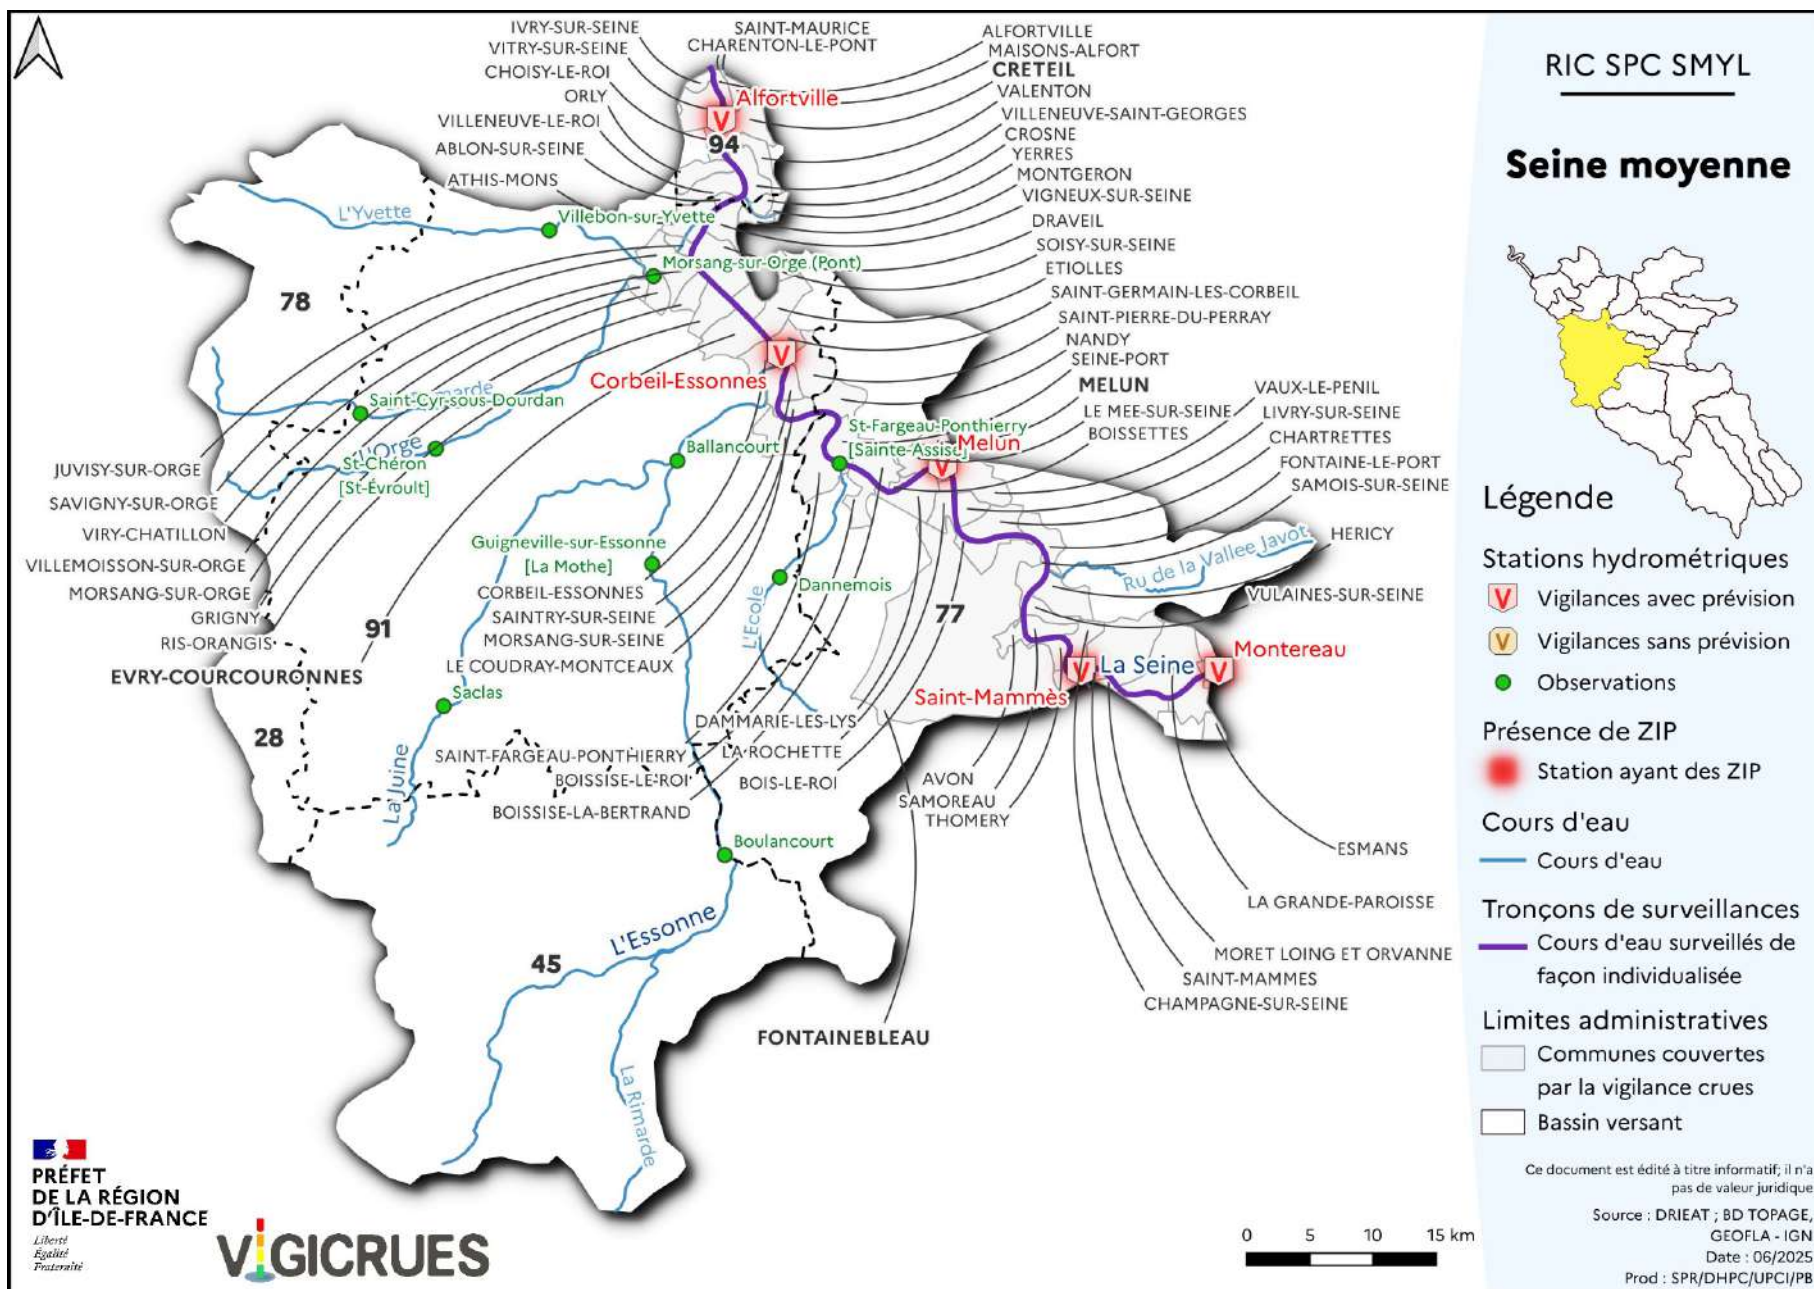 IVRY-SUR-SEINE
VITRY-SUR-SEINE
CHOISY-LE-ROI
ORLY
VILLENEUVE-LE-ROI
ABLON-SUR-SEINE
ATHIS-MONS
SAINT-MAURICE
CHARENTON-LE-PONT
ALFORTVILLE
MAISONS-ALFORT
CRETEIL
VALENTON
VILLENEUVE-SAINT-GEORGES
CROSNE
YERRES
MONTGERON
VIGNEUX-SUR-SEINE
DRAVEIL
SOISY-SUR-SEINE
ETIOLLES
SAINT-GERMAIN-LES-CORBEIL
SAINT-PIERRE-DU-PERRAY
NANDY
SEINE-PORT
MELUN
LE MEE-SUR-SEINE
BOISSETTES
VAUX-LE-PENIL
LIVRY-SUR-SEINE
CHARTRETTES
FONTAINE-LE-PORT
SAMOIS-SUR-SEINE
HERICY
VULAINES-SUR-SEINE
Alfortville
V
94
L'Yvette
Villebon-sur-Yvette
Morsang-sur-Orge (Pont)
78
V
Corbeil-Essonnes
Saint-Cyr-sous-Dourdan
L'Orge
St-Chéron
[St-Évroult]
Ballancourt
St-Fargeau-Ponthierry
[Sainte-Assise]
Melun
V
JUVISY-SUR-ORGE
SAVIGNY-SUR-ORGE
VIRY-CHATILLON
VILLEMOISSON-SUR-ORGE
MORSANG-SUR-ORGE
GRIGNY
RIS-ORANGIS
EVRY-COURCOURONNES
Guigneville-sur-Essonne
[La Mothe]
CORBEIL-ESSONNES
SAINTRY-SUR-SEINE
MORSANG-SUR-SEINE
LE COUDRAY-MONTCEAUX
Dannemois
L'Ecole
91
77
Ru de la Vallee Javot
Saint-Mammès
V
La Seine
Montereau
V
Saclas
28
La Juine
DAMMARIE-LES-LYS
SAINT-FARGEAU-PONTHIERRY
LA ROCHETTE
BOISSISE-LE-ROI
BOIS-LE-ROI
BOISSISE-LA-BERTRAND
AVON
SAMOREAU
THOMERY
ESMANS
LA GRANDE-PAROISSE
MORET LOING ET ORVANNE
SAINT-MAMMES
CHAMPAGNE-SUR-SEINE
FONTAINEBLEAU
Boulancourt
L'Essonne
45
La Rimarde
PRÉFET
DE LA RÉGION
D'ÎLE-DE-FRANCE
Liberté
Égalité
Fraternité
VIGICRUES
0 5 10 15 km
RIC SPC SMYL
Seine moyenne
Légende
Stations hydrométriques
V Vigilances avec prévision
V Vigilances sans prévision
Observations
Présence de ZIP
Station ayant des ZIP
Cours d'eau
Cours d'eau
Tronçons de surveillances
Cours d'eau surveillés de
façon individualisée
Limites administratives
Communes couvertes
par la vigilance crues
Bassin versant
Ce document est édité à titre informatif; il n'a
pas de valeur juridique
Source : DRIEAT ; BD TOPAGE,
GEOFLA - IGN
Date : 06/2025
Prod : SPR/DHPC/UPCI/PB